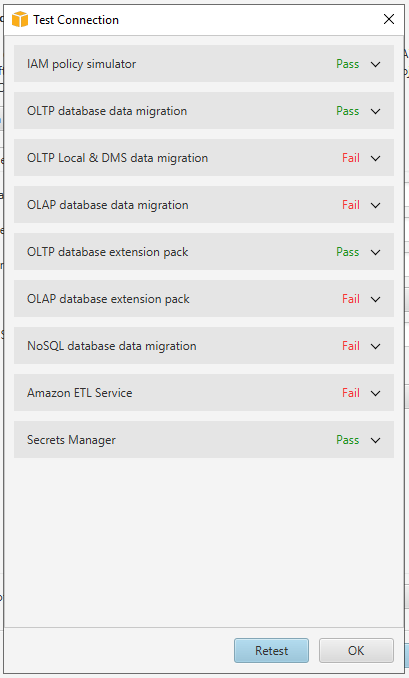 Test Connection
IAM policy simulator Pass
OLTP database data migration Pass
OLTP Local & DMS data migration Fail
OLAP database data migration Fail
OLTP database extension pack Pass
OLAP database extension pack Fail
NoSQL database data migration Fail
Amazon ETL Service Fail
Secrets Manager Pass
Retest OK